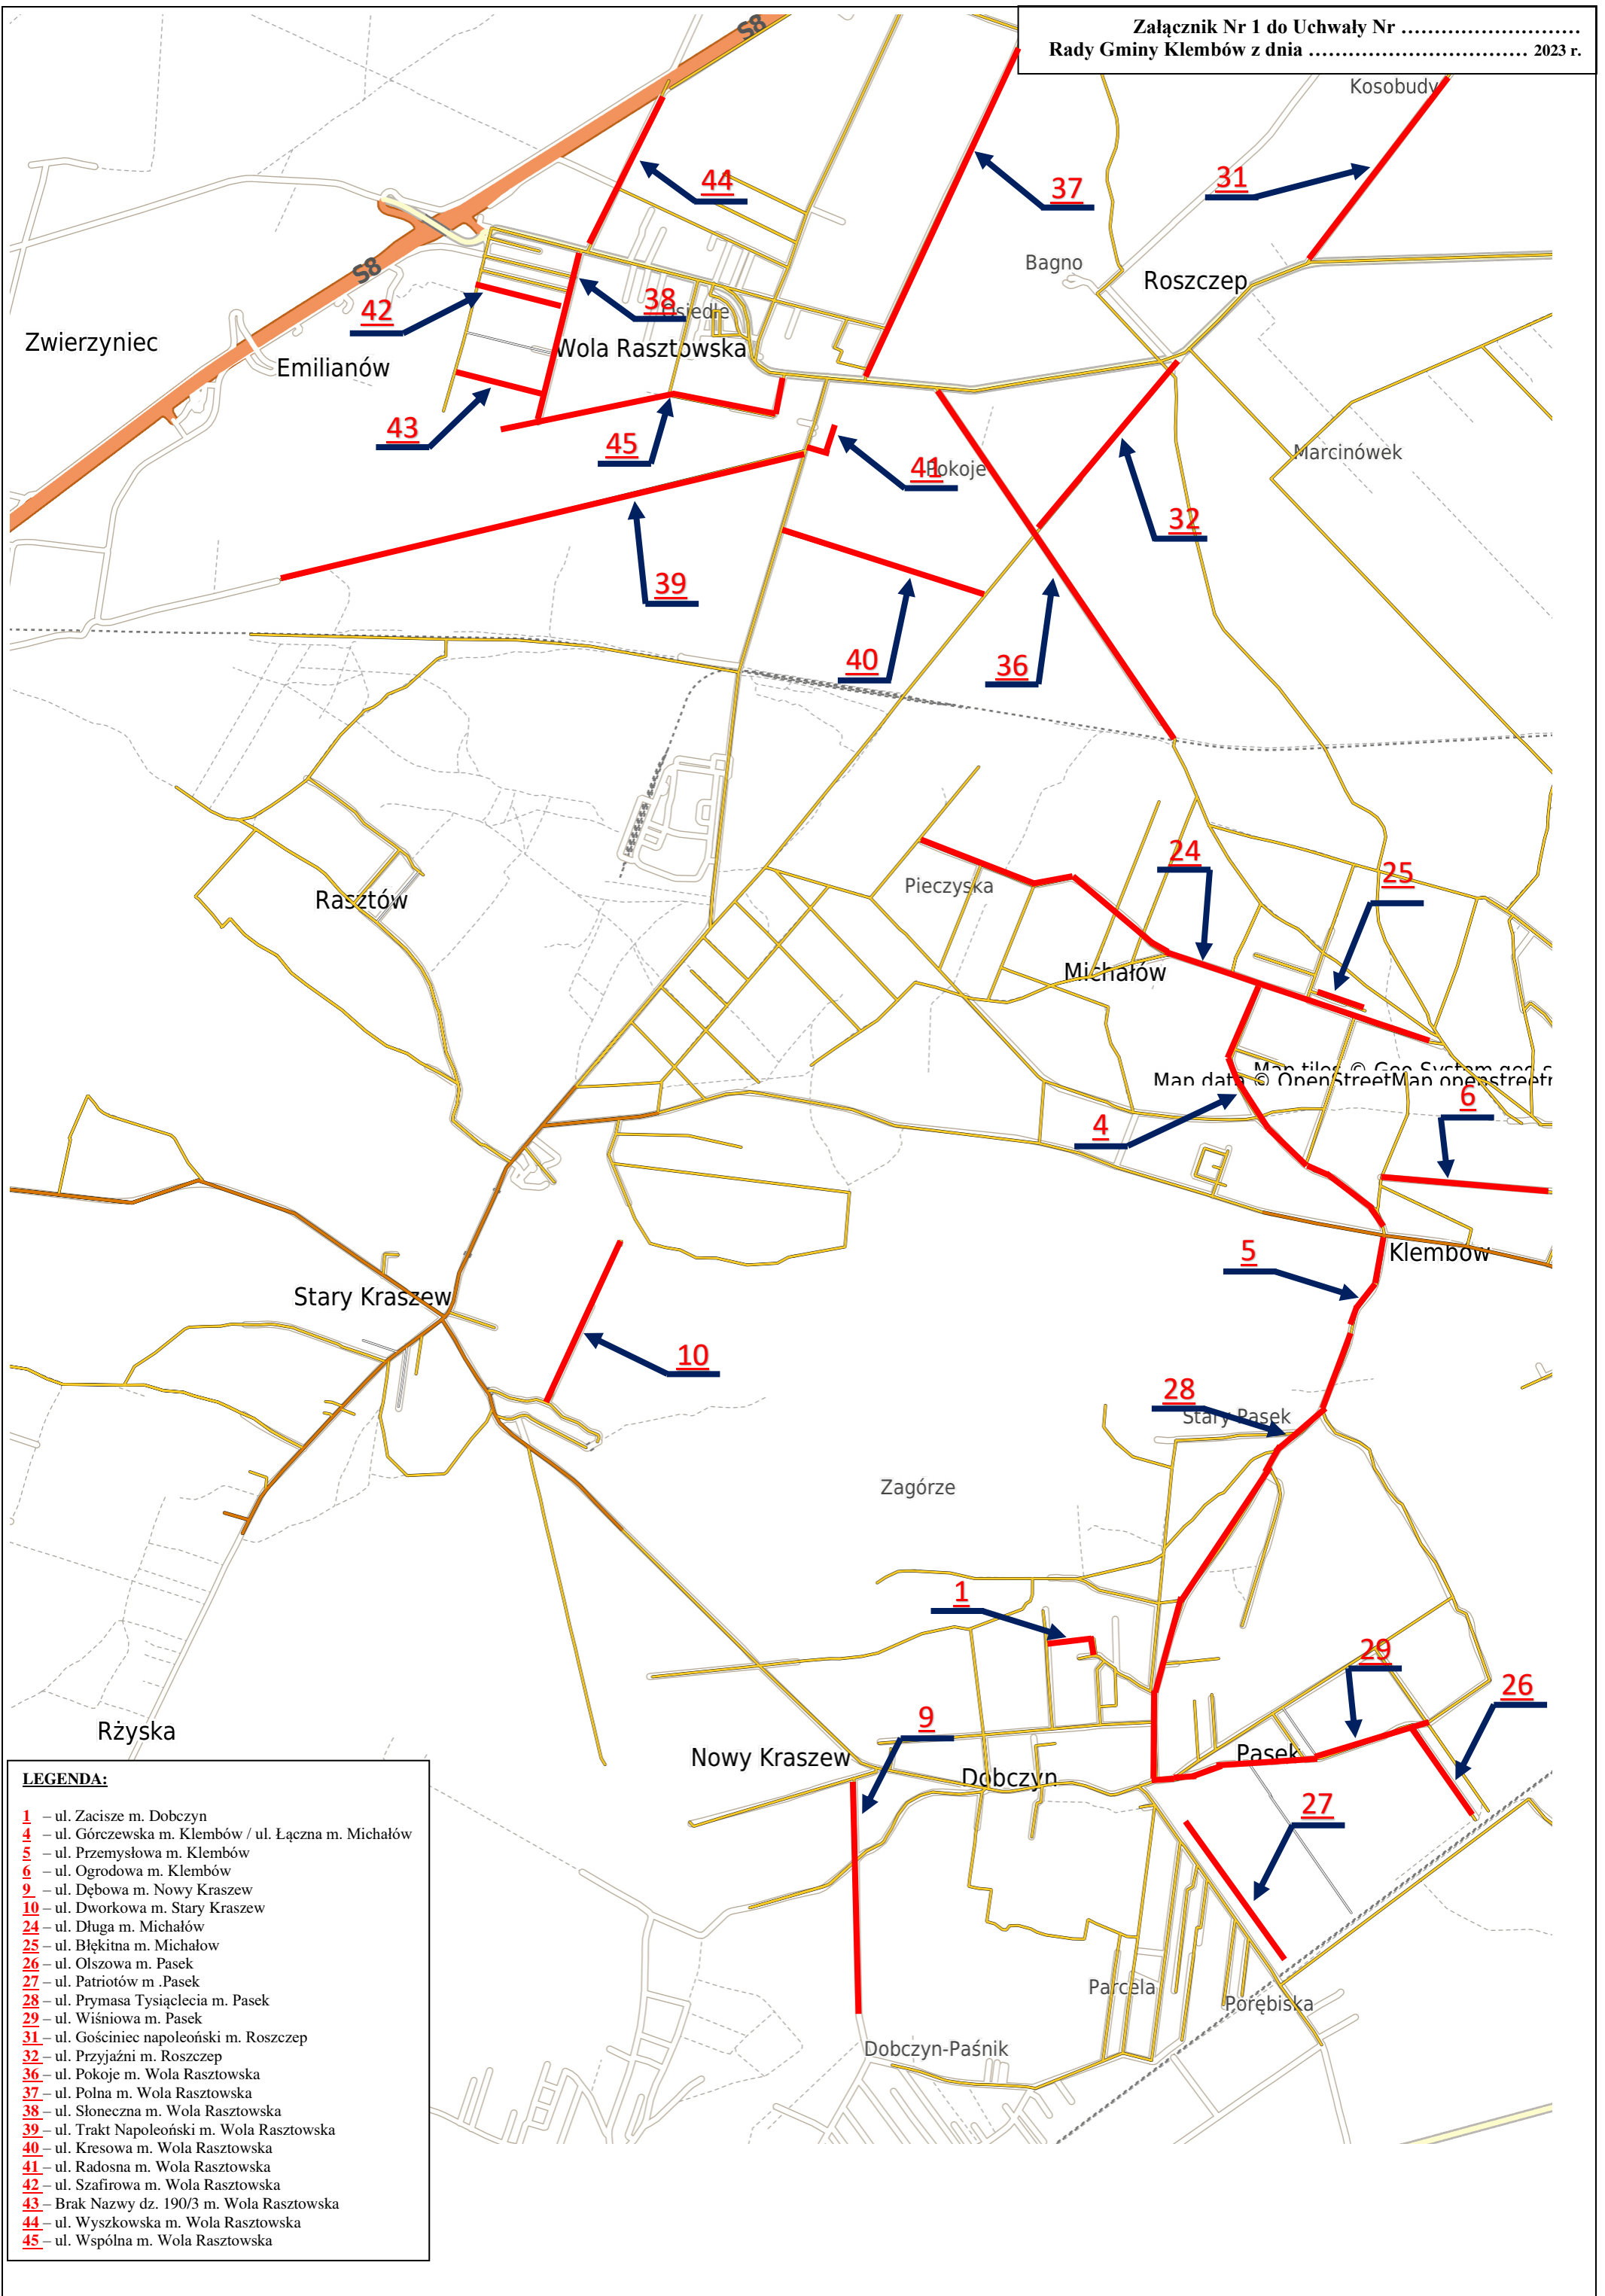 Załącznik Nr 1 do Uchwały Nr ………………………
Rady Gminy Klembów z dnia …………………………… 2023 r.
S8
Kosobudy
44
37
31
Bagno
Roszczep
S8
42
38
Osiedle
Zwierzyniec
Emilianów
Wola Rasztowska
43
45
41
Pokoje
Marcinówek
32
39
40
36
24
25
Pieczyska
Rasztów
Michałów
Map tiles © Geo-System
Map data © OpenStreetMap
6
4
5
Klembów
Stary Kraszew
10
28
Stary Pasek
Zagórze
1
29
26
9
Rżyska
Nowy Kraszew
Dobczyn
Pasek
27
Parcela
Porębiska
Dobczyn-Paśnik
LEGENDA:
1 – ul. Zacisze m. Dobczyn
4 – ul. Górczewska m. Klembów / ul. Łączna m. Michałów
5 – ul. Przemysłowa m. Klembów
6 – ul. Ogrodowa m. Klembów
9 – ul. Dębowa m. Nowy Kraszew
10 – ul. Dworkowa m. Stary Kraszew
24 – ul. Długa m. Michałów
25 – ul. Błękitna m. Michałow
26 – ul. Olszowa m. Pasek
27 – ul. Patriotów m .Pasek
28 – ul. Prymasa Tysiąclecia m. Pasek
29 – ul. Wiśniowa m. Pasek
31 – ul. Gościniec napoleoński m. Roszczep
32 – ul. Przyjaźni m. Roszczep
36 – ul. Pokoje m. Wola Rasztowska
37 – ul. Polna m. Wola Rasztowska
38 – ul. Słoneczna m. Wola Rasztowska
39 – ul. Trakt Napoleoński m. Wola Rasztowska
40 – ul. Kresowa m. Wola Rasztowska
41 – ul. Radosna m. Wola Rasztowska
42 – ul. Szafirowa m. Wola Rasztowska
43 – Brak Nazwy dz. 190/3 m. Wola Rasztowska
44 – ul. Wyszkowska m. Wola Rasztowska
45 – ul. Wspólna m. Wola Rasztowska